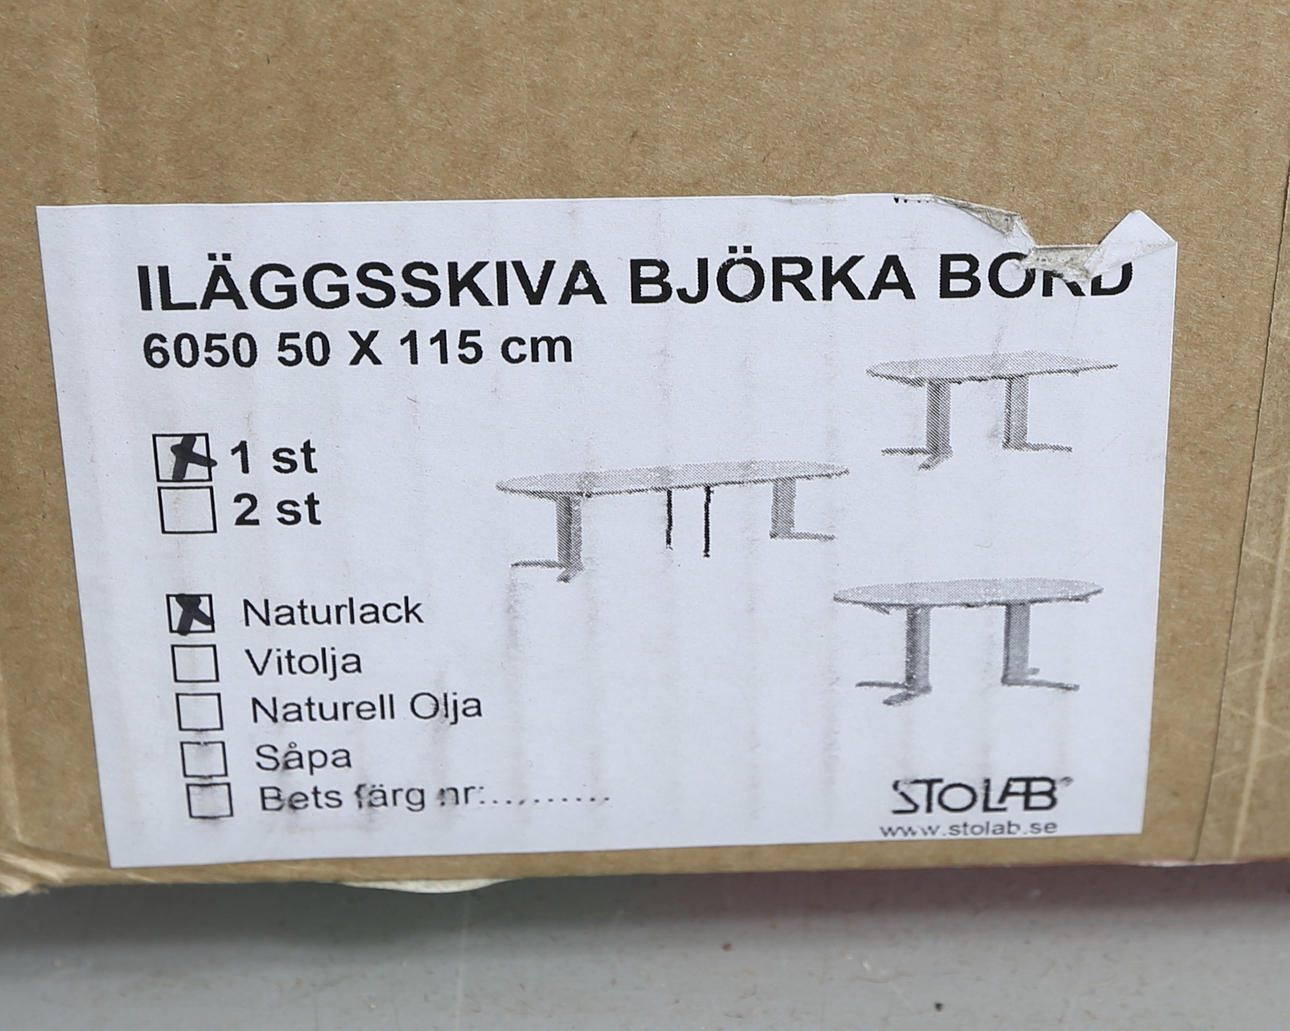 ILÄGGSSKIVA BJÖRKA BORD
6050 50 X 115 cm
1 st
2 st
Naturlack
Vitolja
Naturell Olja
Såpa
Bets färg nr:..........
STOLAB®
www.stolab.se